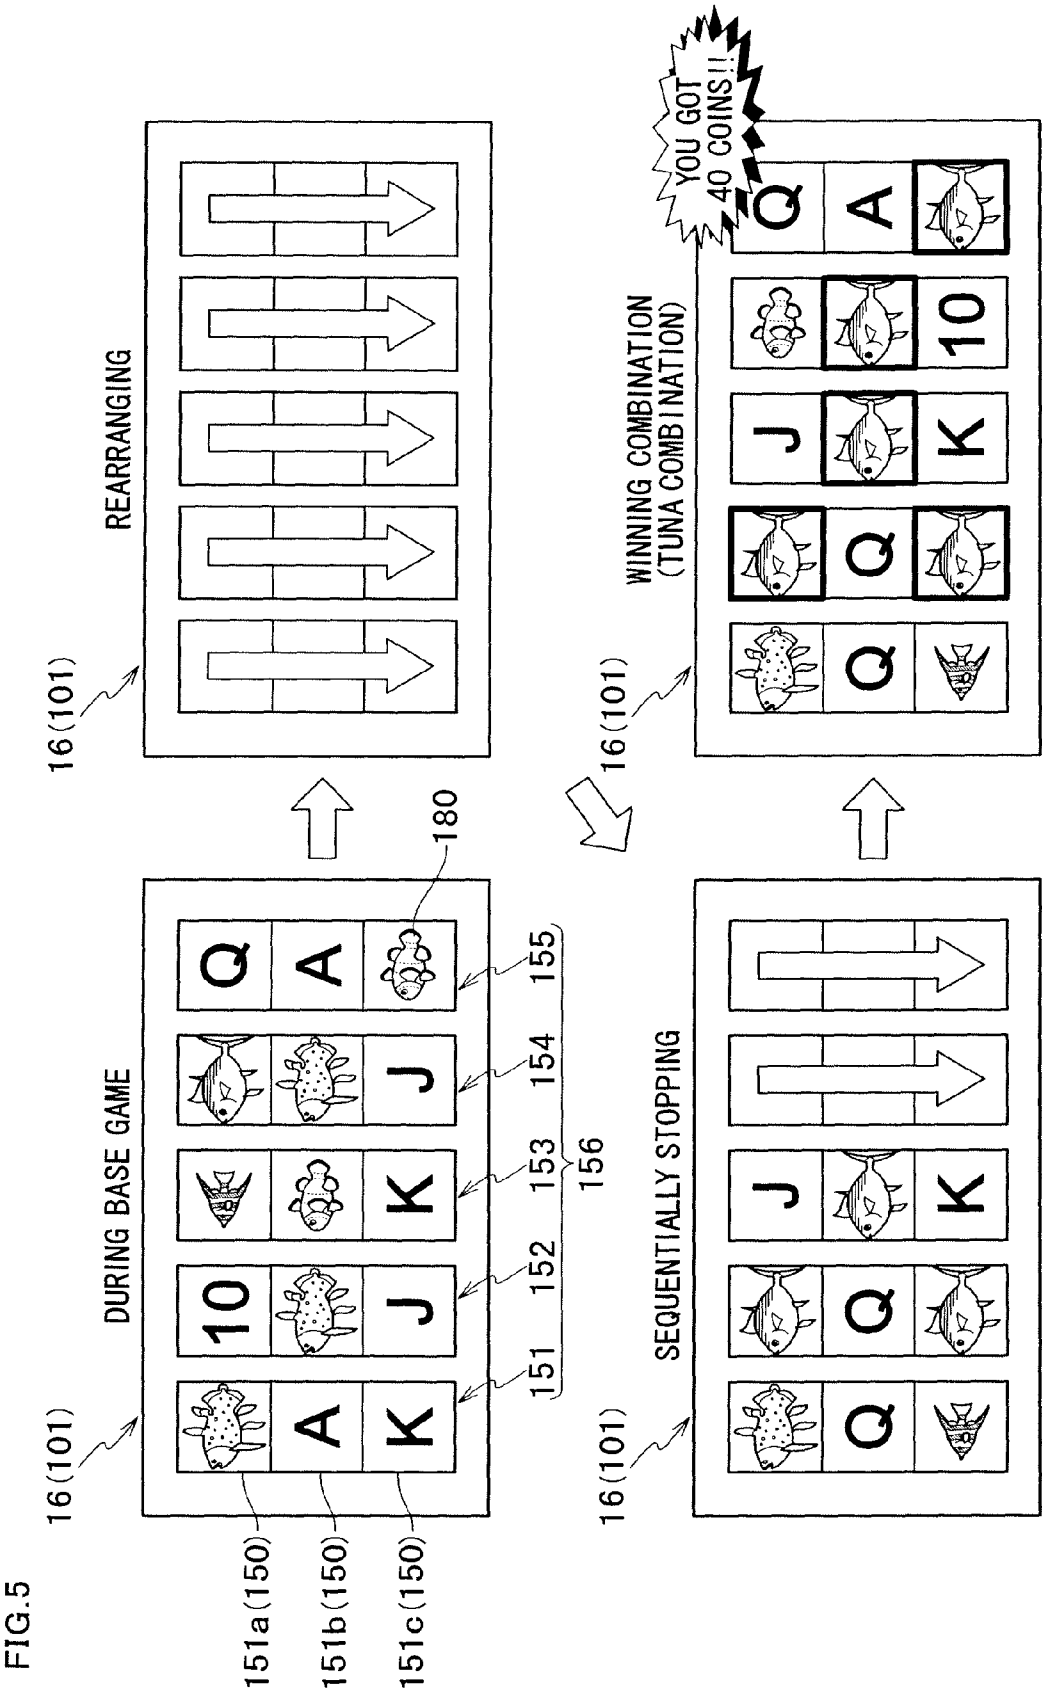 FIG.5
16(101)
DURING BASE GAME
10
Q
A
A
K
J
K
J
151a(150)
151b(150)
151c(150)
151
152
153
154
155
156
180
16(101)
REARRANGING
16(101)
SEQUENTIALLY STOPPING
J
Q
Q
K
16(101)
WINNING COMBINATION
(TUNA COMBINATION)
YOU GOT
40 COINS!!
J
Q
Q
Q
A
K
10